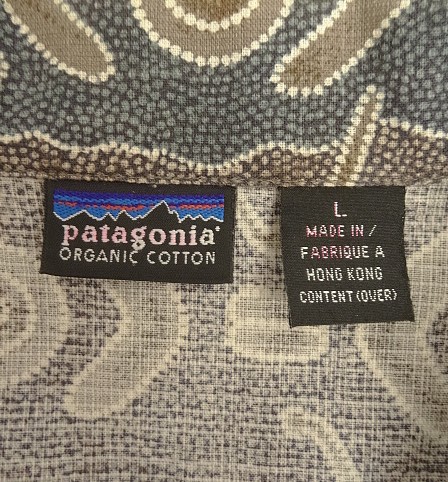 patagonia®
ORGANIC COTTON
L
MADE IN /
FABRIQUE A
HONG KONG
CONTENT (OVER)